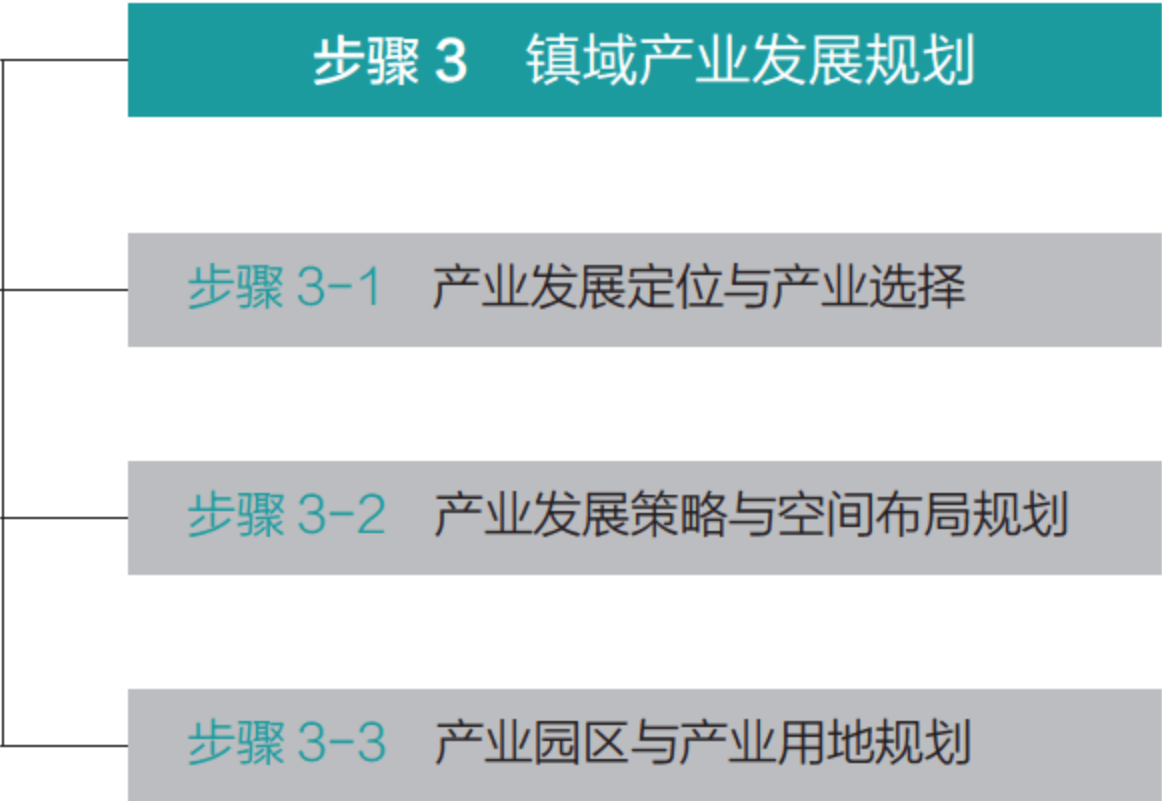 步骤 3 镇域产业发展规划
步骤 3-1 产业发展定位与产业选择
步骤 3-2 产业发展策略与空间布局规划
步骤 3-3 产业园区与产业用地规划